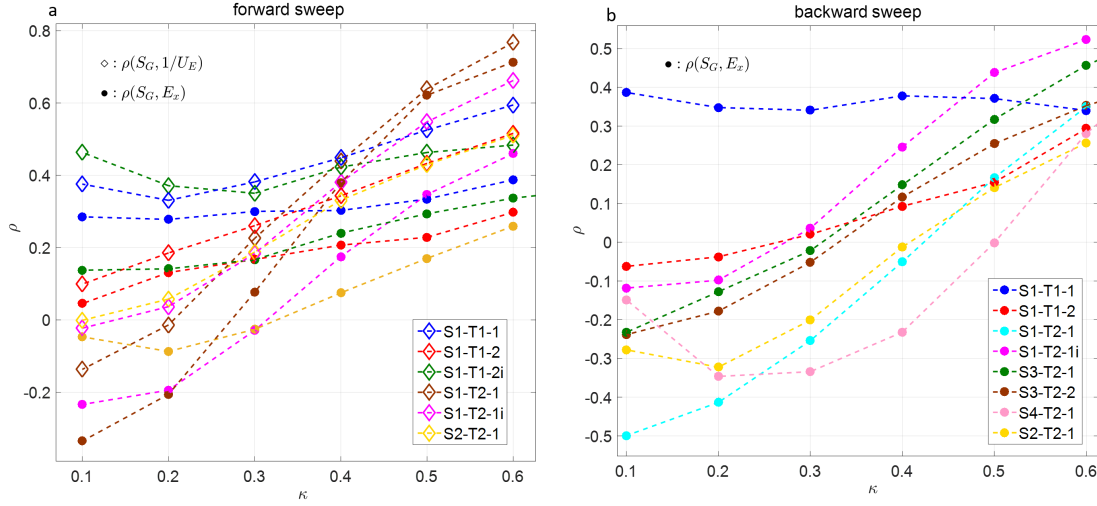 a
forward sweep
◇ : ρ(S_G, 1/U_E)
● : ρ(S_G, E_x)
0.8
0.6
0.4
0.2
0
-0.2
ρ
0.1 0.2 0.3 0.4 0.5 0.6
κ
S1-T1-1
S1-T1-2
S1-T1-2i
S1-T2-1
S1-T2-1i
S2-T2-1
b
backward sweep
● : ρ(S_G, E_x)
0.5
0.4
0.3
0.2
0.1
0
-0.1
-0.2
-0.3
-0.4
-0.5
ρ
0.1 0.2 0.3 0.4 0.5 0.6
κ
S1-T1-1
S1-T1-2
S1-T2-1
S1-T2-1i
S3-T2-1
S3-T2-2
S4-T2-1
S2-T2-1